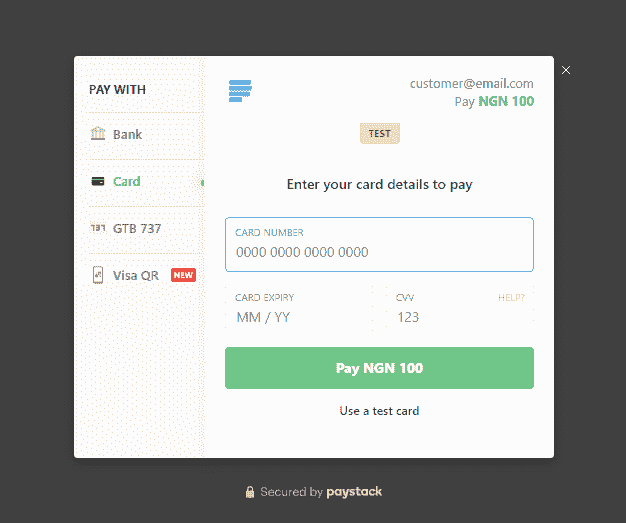 PAY WITH
Bank
Card
GTB 737
Visa QR NEW
customer@email.com
Pay NGN 100
TEST
Enter your card details to pay
CARD NUMBER
0000 0000 0000 0000
CARD EXPIRY
MM / YY
CVV HELP?
123
Pay NGN 100
Use a test card
Secured by paystack